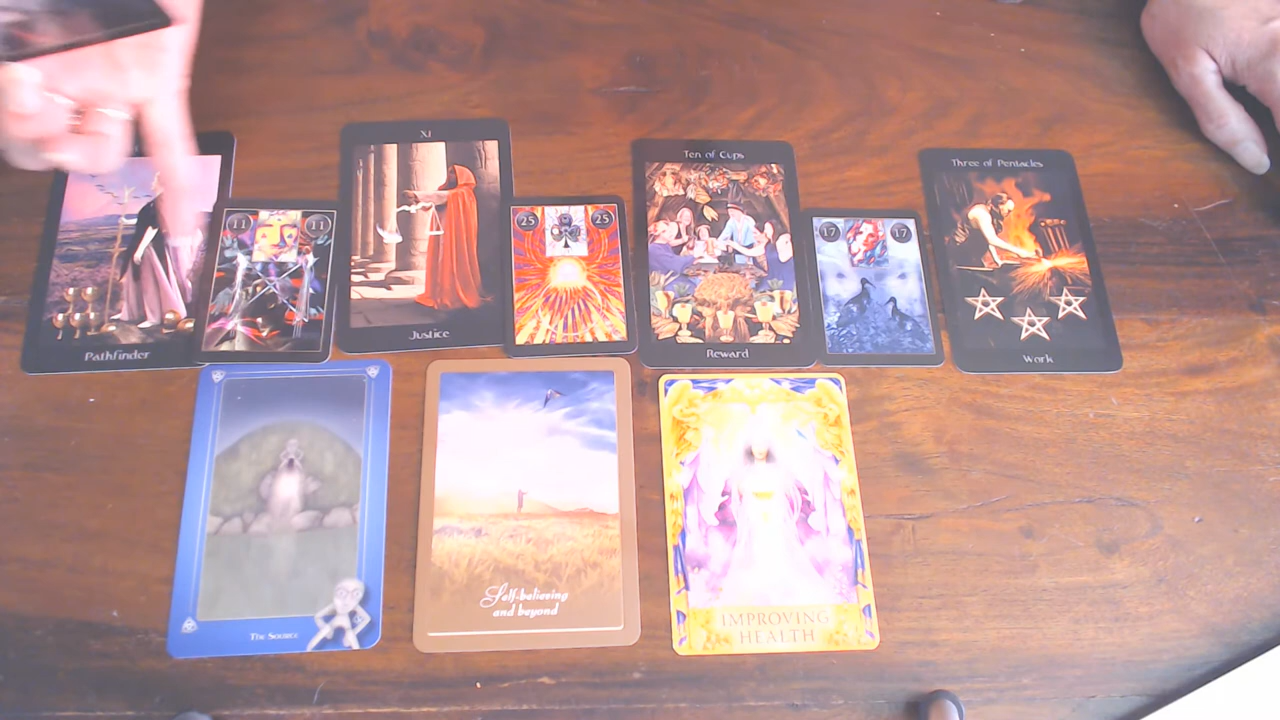 Pathfinder
11 11
XI
Justice
25 25
Ten of Cups
Reward
17 17
Three of Pentacles
Work
The Source
Self-believing
and beyond
IMPROVING
HEALTH